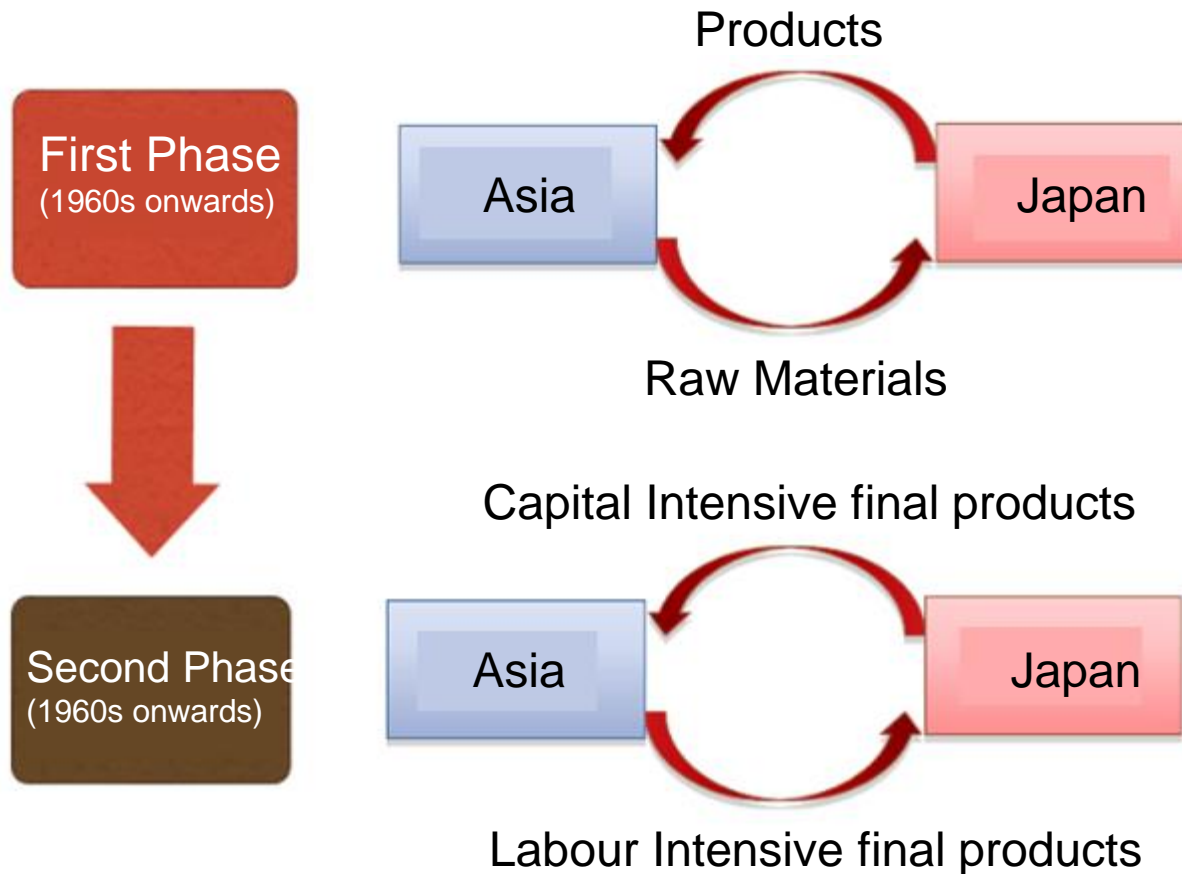 Products
First Phase
(1960s onwards)
Asia
Japan
Raw Materials
Capital Intensive final products
Second Phase
(1960s onwards)
Asia
Japan
Labour Intensive final products